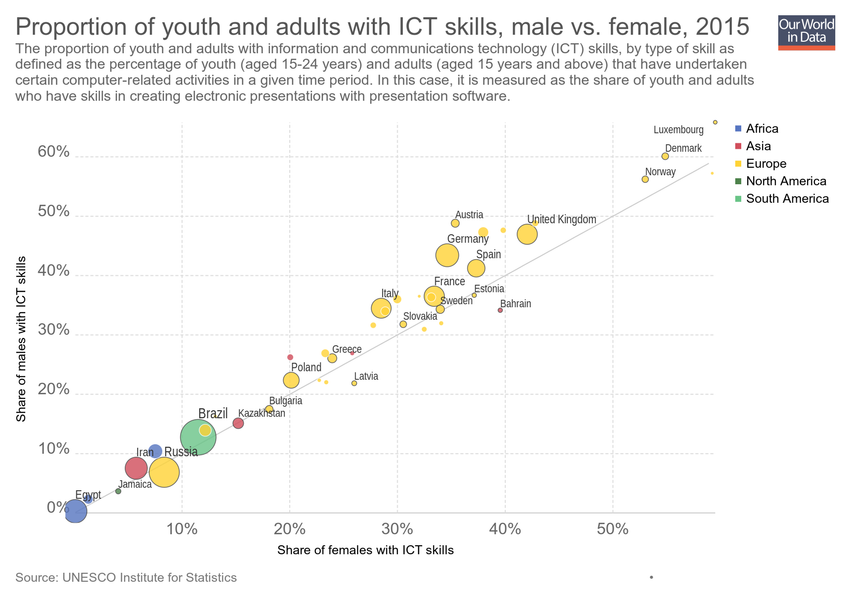 Proportion of youth and adults with ICT skills, male vs. female, 2015
Our World
in Data
The proportion of youth and adults with information and communications technology (ICT) skills, by type of skill as
defined as the percentage of youth (aged 15-24 years) and adults (aged 15 years and above) that have undertaken
certain computer-related activities in a given time period. In this case, it is measured as the share of youth and adults
who have skills in creating electronic presentations with presentation software.
Africa
Asia
Europe
North America
South America
Share of males with ICT skills
60%
50%
40%
30%
20%
10%
0%
Luxembourg
Denmark
Norway
Austria
United Kingdom
Germany
Spain
France
Estonia
Italy
Sweden
Bahrain
Slovakia
Greece
Poland
Latvia
Bulgaria
Brazil
Kazakhstan
Iran
Russia
Jamaica
Egypt
10%
20%
30%
40%
50%
Share of females with ICT skills
Source: UNESCO Institute for Statistics